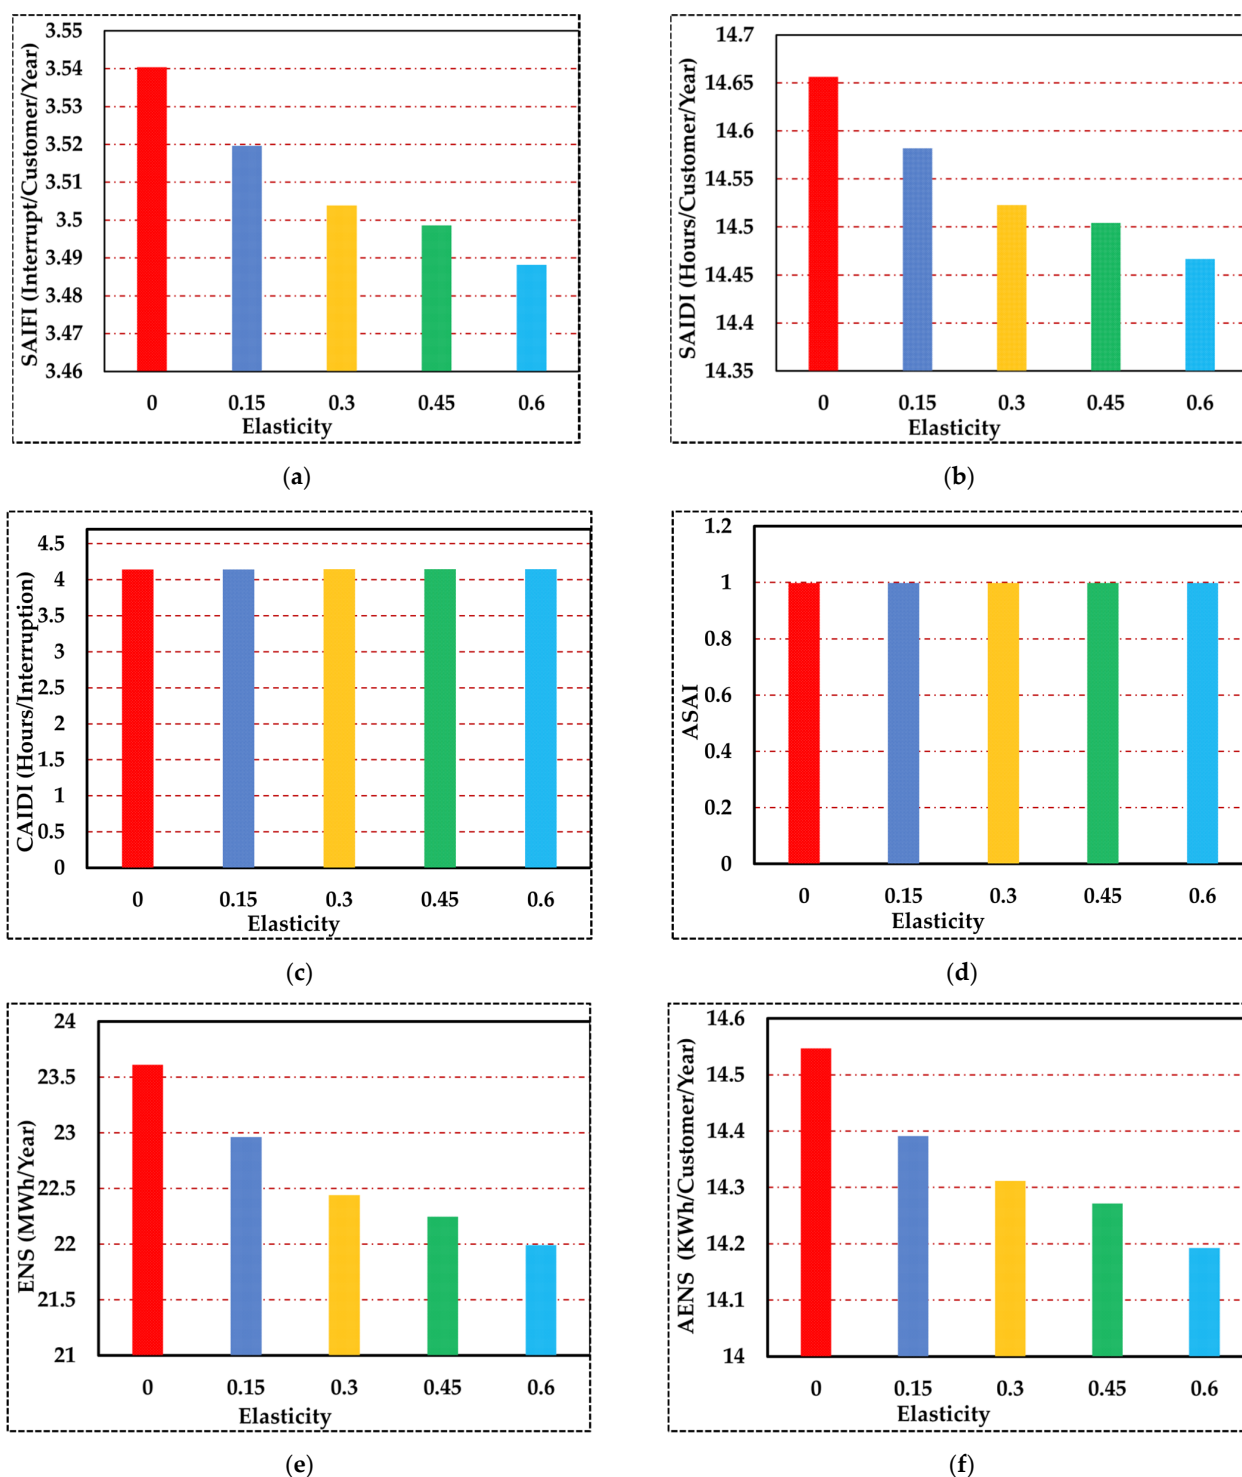 SAIFI (Interrupt/Customer/Year)
3.55
3.54
3.53
3.52
3.51
3.5
3.49
3.48
3.47
3.46
0 0.15 0.3 0.45 0.6
Elasticity
(a)
SAIDI (Hours/Customer/Year)
14.7
14.65
14.6
14.55
14.5
14.45
14.4
14.35
0 0.15 0.3 0.45 0.6
Elasticity
(b)
CAIDI (Hours/Interruption)
4.5
4
3.5
3
2.5
2
1.5
1
0.5
0
0 0.15 0.3 0.45 0.6
Elasticity
(c)
ASAI
1.2
1
0.8
0.6
0.4
0.2
0
0 0.15 0.3 0.45 0.6
Elasticity
(d)
ENS (MWh/Year)
24
23.5
23
22.5
22
21.5
21
0 0.15 0.3 0.45 0.6
Elasticity
(e)
AENS (KWh/Customer/Year)
14.6
14.5
14.4
14.3
14.2
14.1
14
0 0.15 0.3 0.45 0.6
Elasticity
(f)